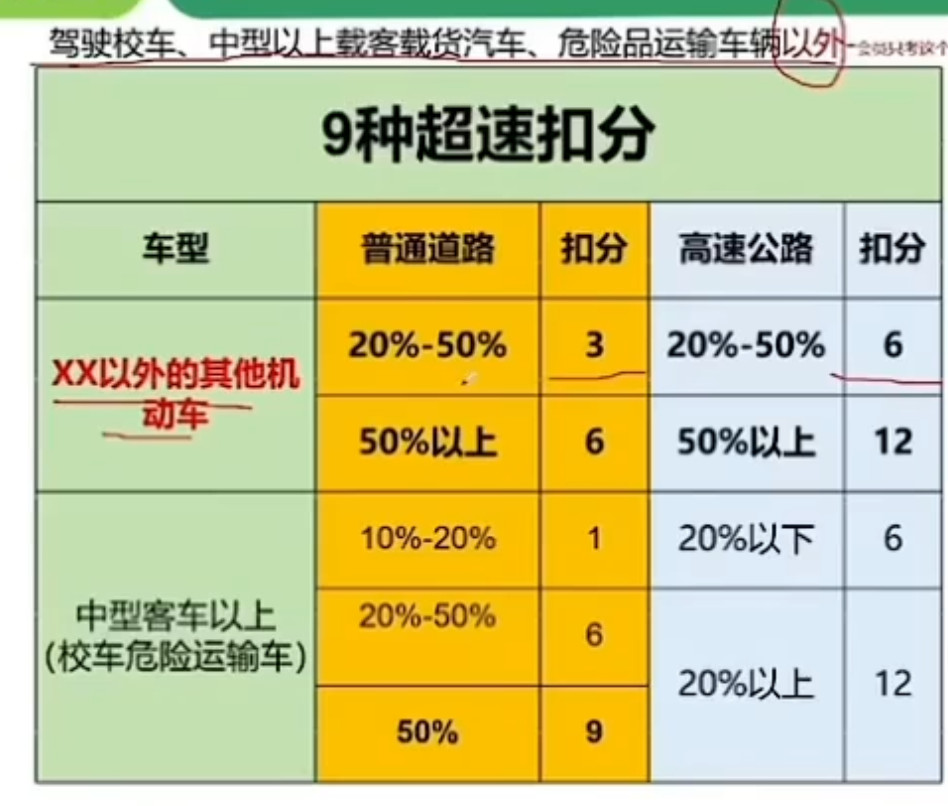 驾驶校车、中型以上载客载货汽车、危险品运输车辆以外
9种超速扣分
车型 普通道路 扣分 高速公路 扣分
XX以外的其他机动车
20%-50% 3 20%-50% 6
50%以上 6 50%以上 12
中型客车以上
(校车危险运输车)
10%-20% 1 20%以下 6
20%-50% 6 20%以上 12
50% 9